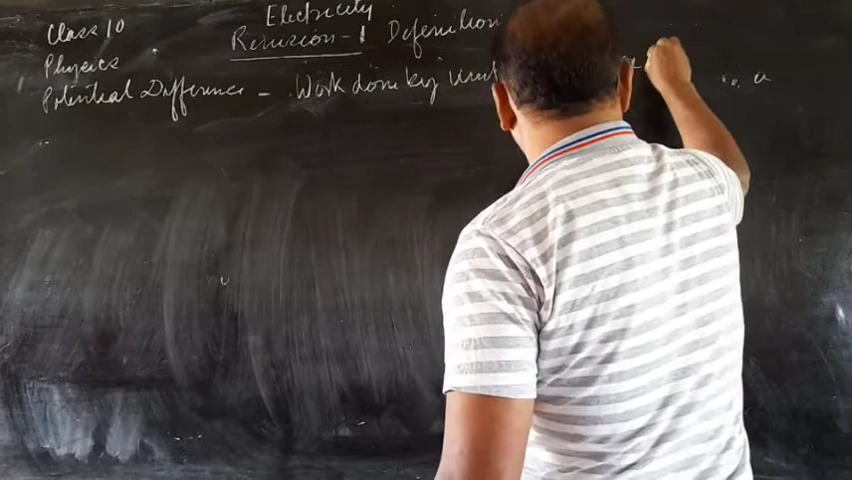 Class 10
Physics
Electricity
Revision - 1 Definition
Potential Difference - Work done by Unit